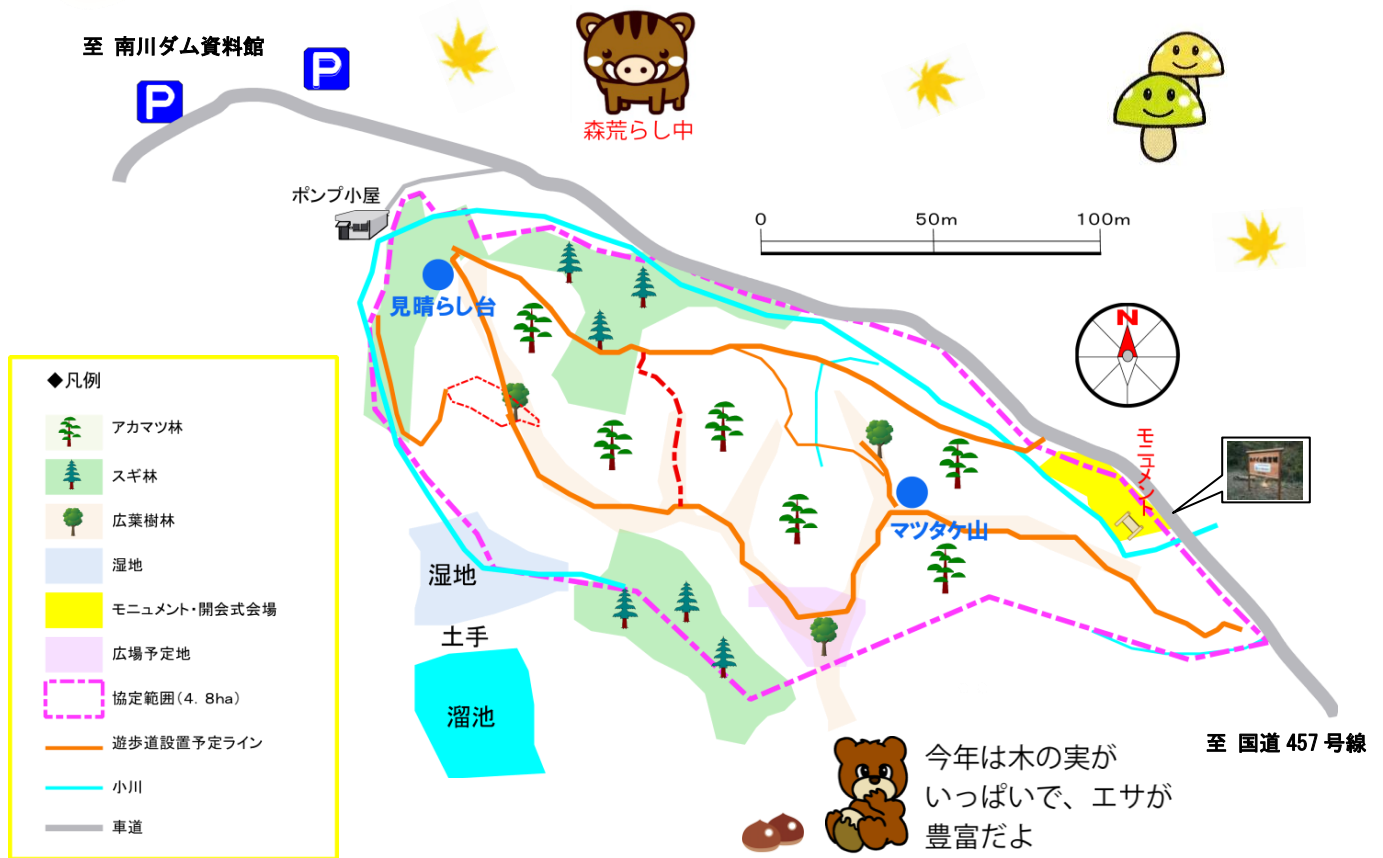 至 南川ダム資料館
P
P
森荒らし中
ポンプ小屋
0 50m 100m
見晴らし台
N
モニュメント
マツタケ山
◆凡例
アカマツ林
スギ林
広葉樹林
湿地
モニュメント・開会式会場
広場予定地
協定範囲(4. 8ha)
遊歩道設置予定ライン
小川
車道
湿地
土手
溜池
至 国道 457 号線
今年は木の実が
いっぱいで、エサが
豊富だよ